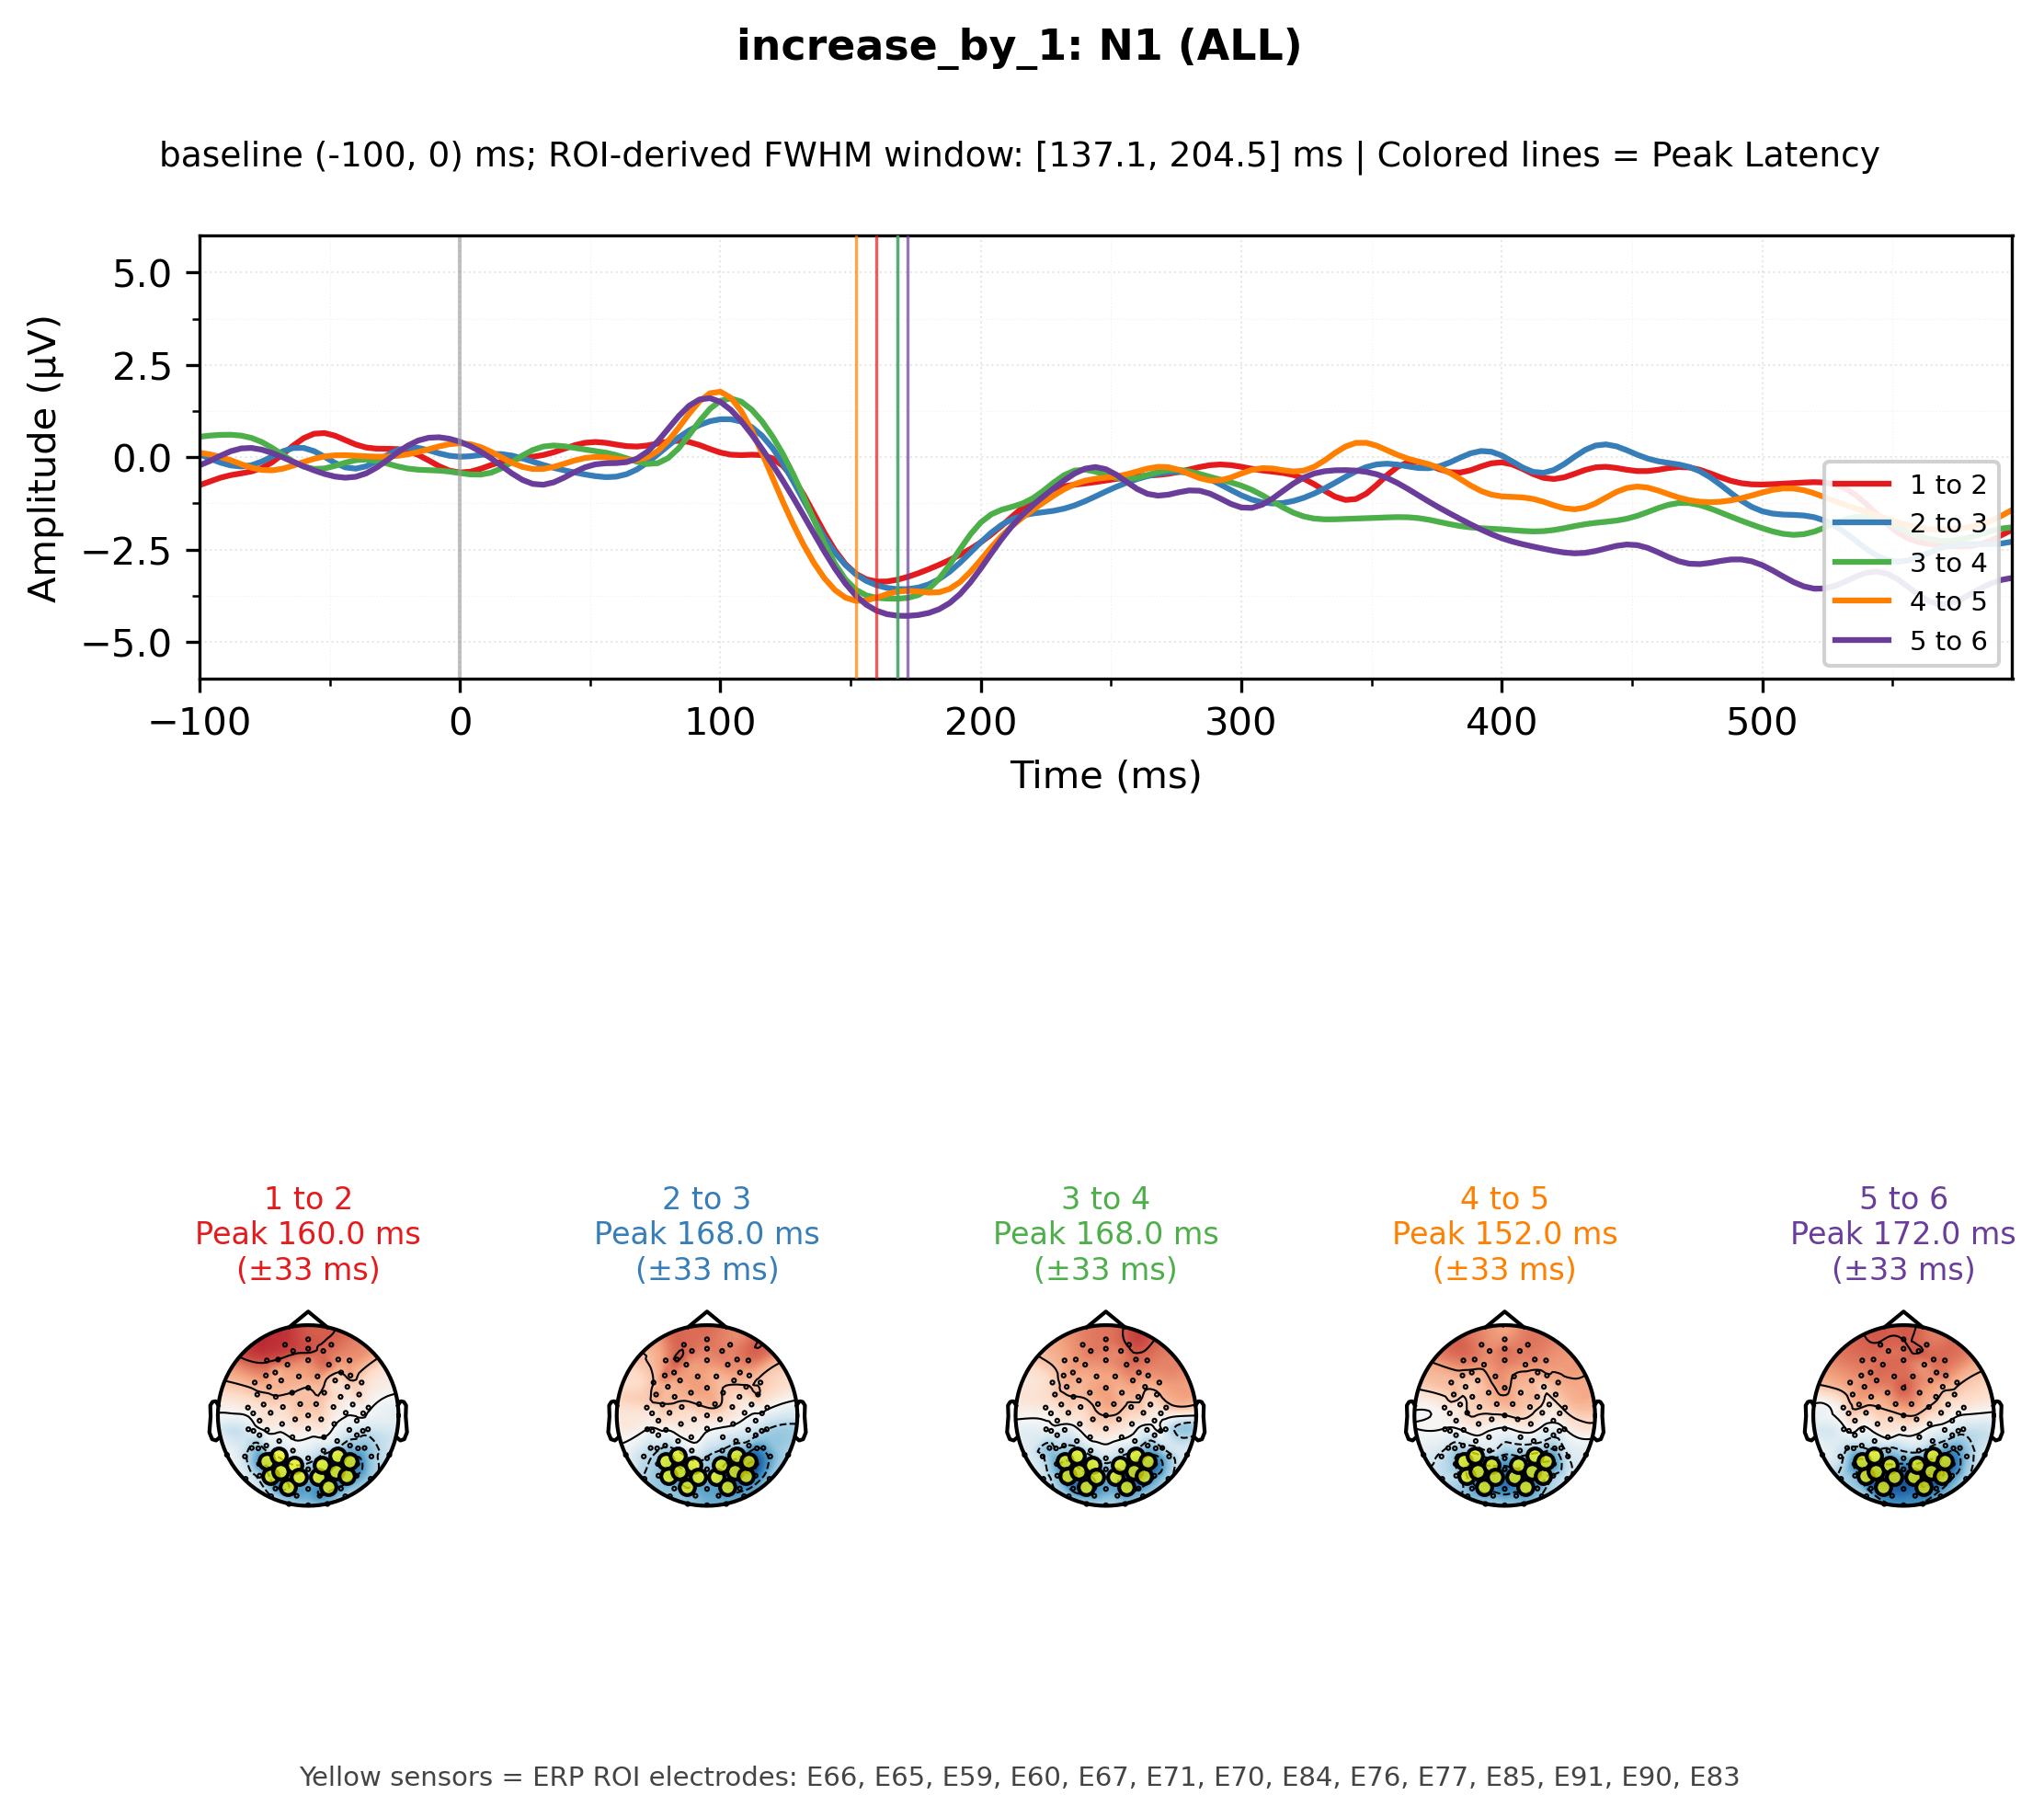 increase_by_1: N1 (ALL)
baseline (-100, 0) ms; ROI-derived FWHM window: [137.1, 204.5] ms | Colored lines = Peak Latency
Amplitude (µV)
5.0
2.5
0.0
−2.5
−5.0
1 to 2
2 to 3
3 to 4
4 to 5
5 to 6
−100
0
100
200
300
400
500
Time (ms)
1 to 2
Peak 160.0 ms
(±33 ms)
2 to 3
Peak 168.0 ms
(±33 ms)
3 to 4
Peak 168.0 ms
(±33 ms)
4 to 5
Peak 152.0 ms
(±33 ms)
5 to 6
Peak 172.0 ms
(±33 ms)
Yellow sensors = ERP ROI electrodes: E66, E65, E59, E60, E67, E71, E70, E84, E76, E77, E85, E91, E90, E83